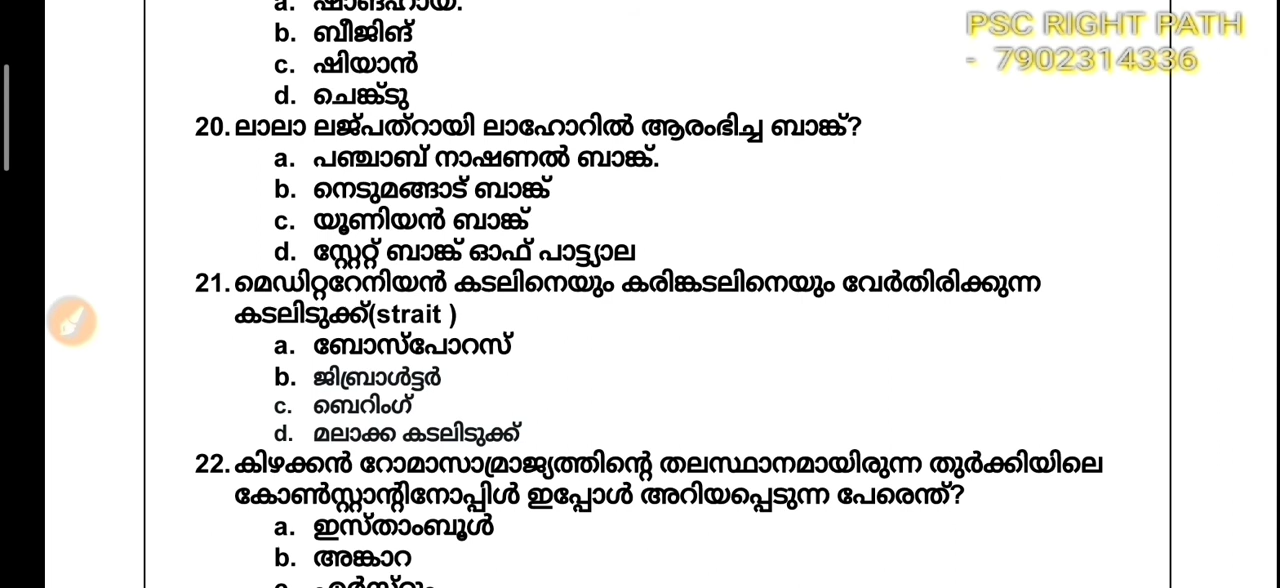 a. ഷാങ്ഹായ്.
b. ബീജിങ്
c. ഷിയാൻ
d. ചെങ്ക്ടു
PSC RIGHT PATH
- 7902314336
20. ലാലാ ലജ്പത്റായി ലാഹോറിൽ ആരംഭിച്ച ബാങ്ക്?
a. പഞ്ചാബ് നാഷണൽ ബാങ്ക്.
b. നെടുമങ്ങാട് ബാങ്ക്
c. യൂണിയൻ ബാങ്ക്
d. സ്റ്റേറ്റ് ബാങ്ക് ഓഫ് പാട്ട്യാല
21. മെഡിറ്ററേനിയൻ കടലിനെയും കരിങ്കടലിനെയും വേർതിരിക്കുന്ന
കടലിടുക്ക്(strait )
a. ബോസ്പോറസ്
b. ജിബ്രാൾട്ടർ
c. ബെറിംഗ്
d. മലാക്ക കടലിടുക്ക്
22. കിഴക്കൻ റോമാസാമ്രാജ്യത്തിന്റെ തലസ്ഥാനമായിരുന്ന തുർക്കിയിലെ
കോൺസ്റ്റാന്റിനോപ്പിൾ ഇപ്പോൾ അറിയപ്പെടുന്ന പേരെന്ത്?
a. ഇസ്താംബൂൾ
b. അങ്കാറ